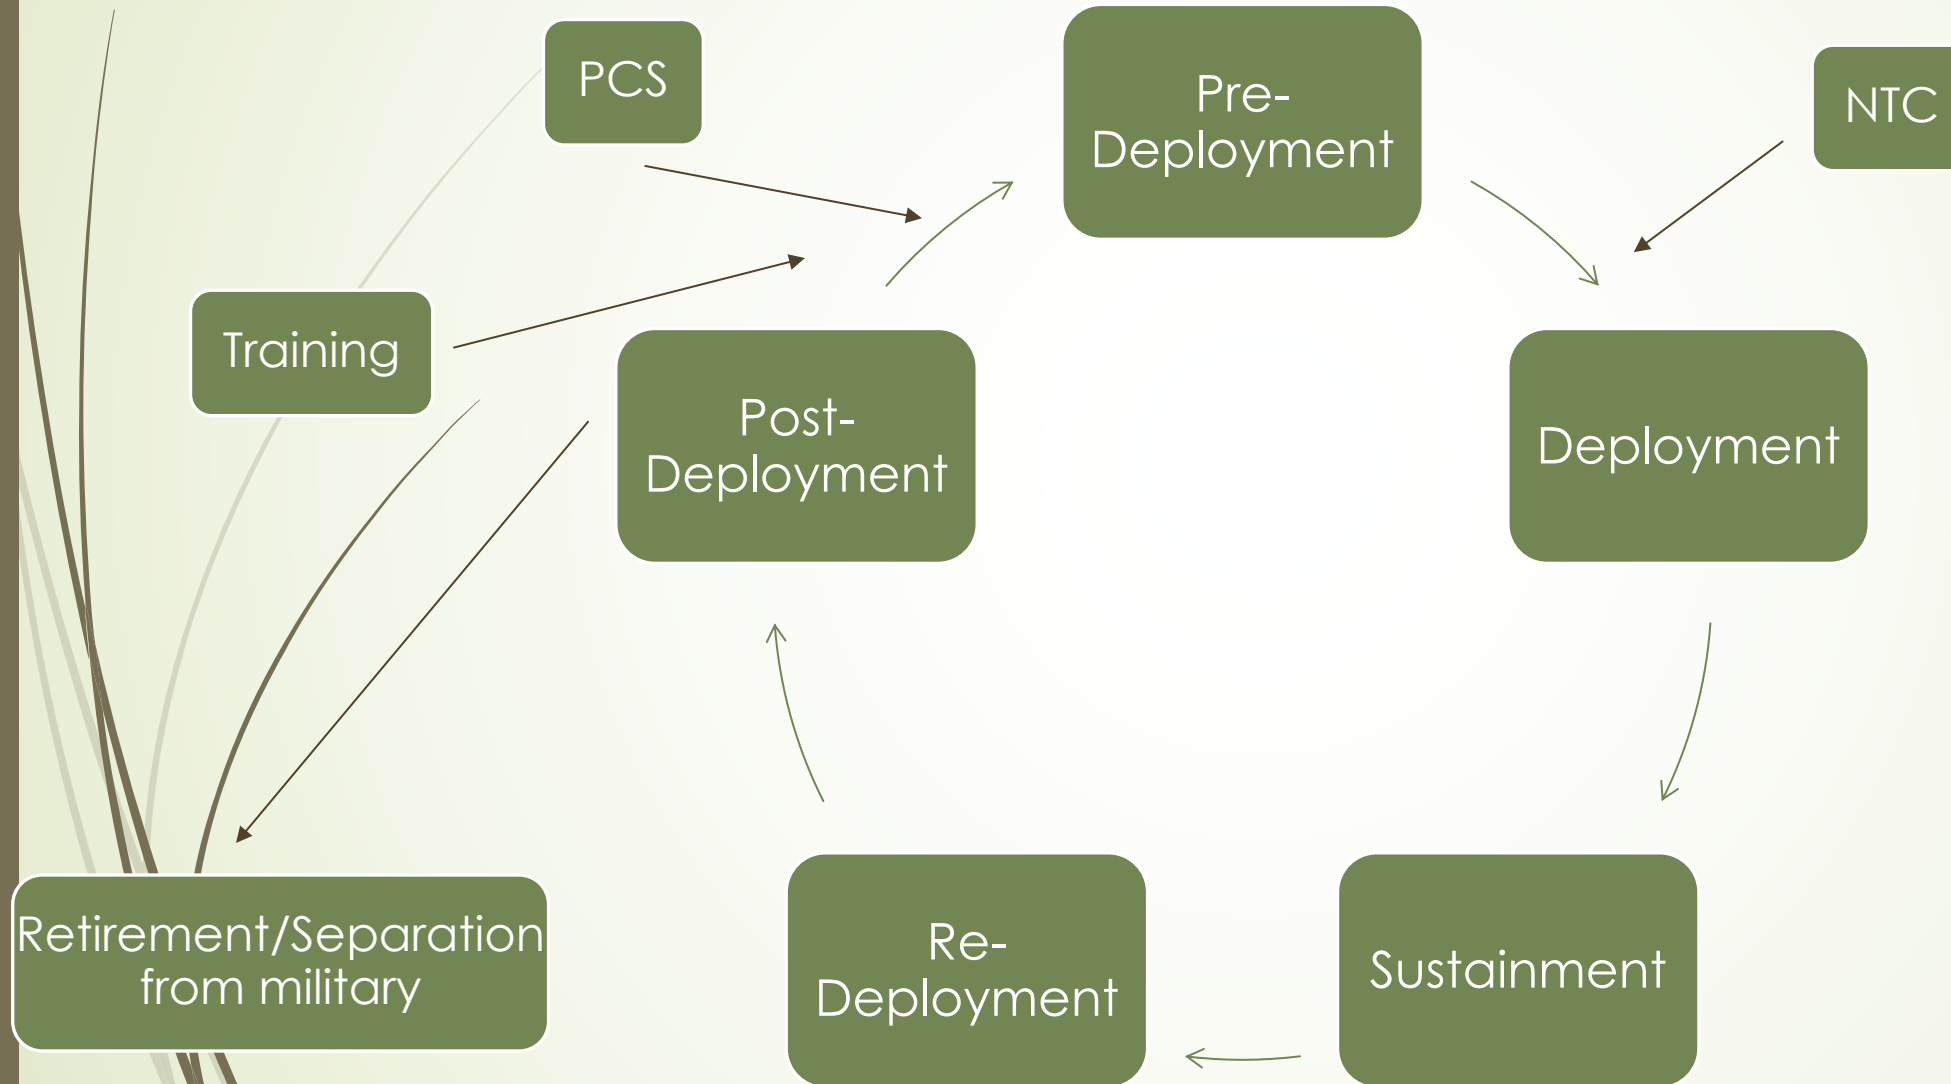 PCS
Pre-
Deployment
NTC
Training
Post-
Deployment
Deployment
Retirement/Separation
from military
Re-
Deployment
Sustainment